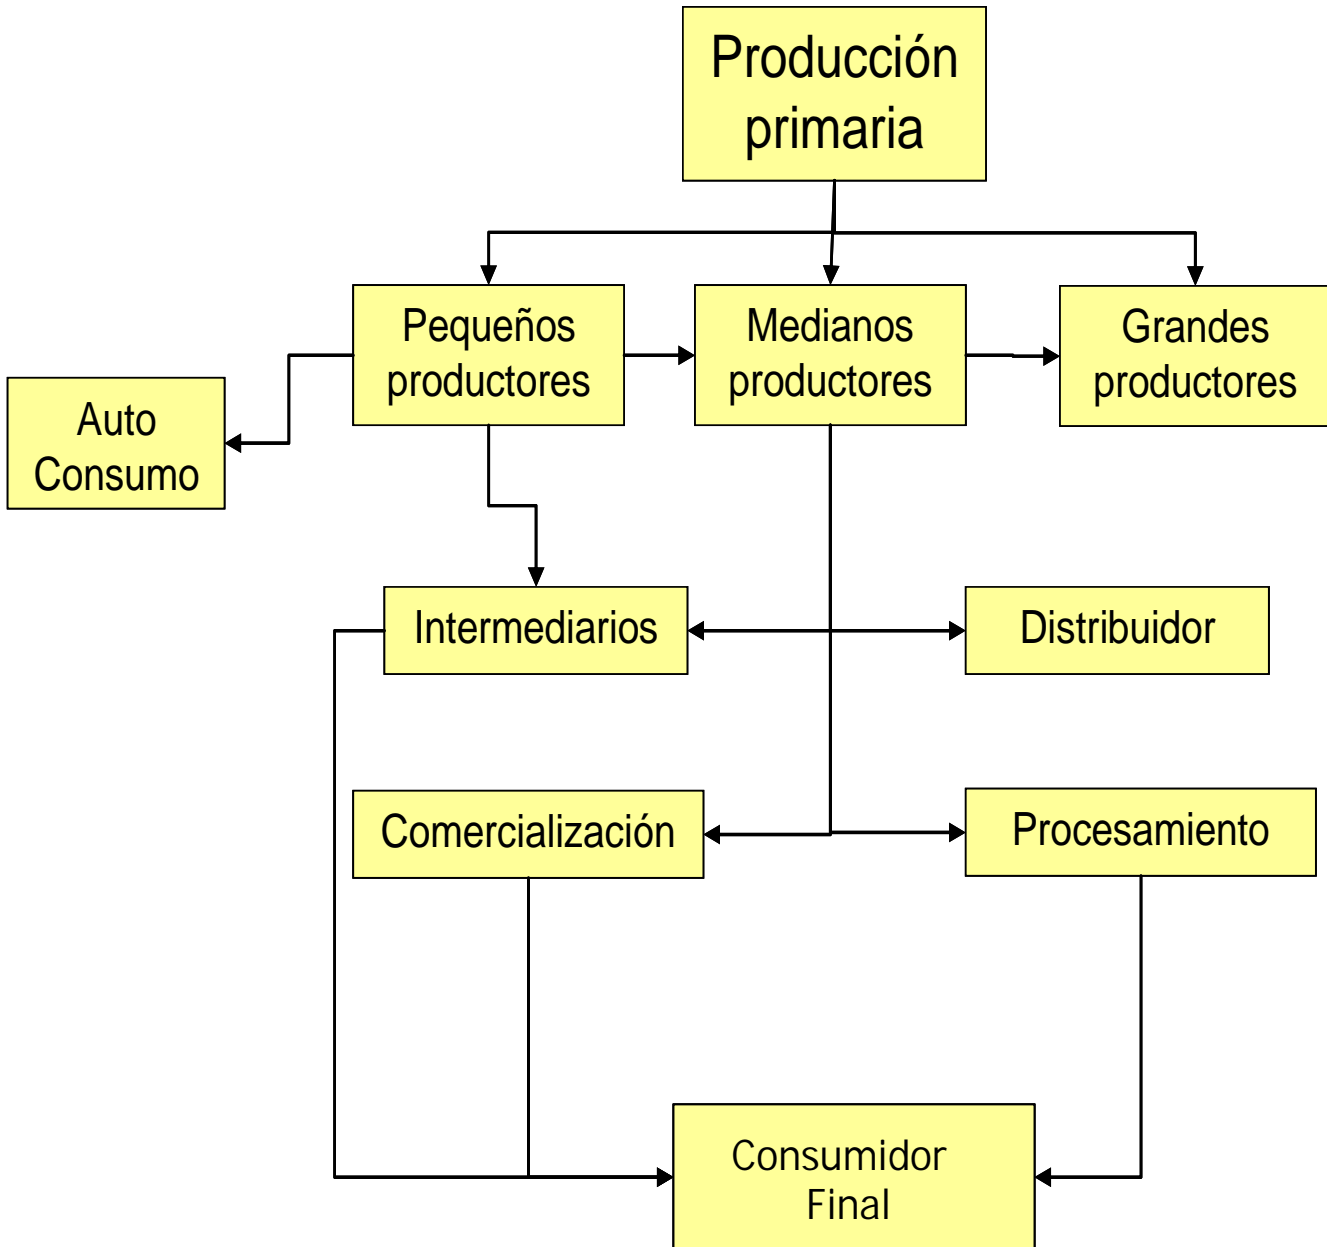 Producción
primaria
Pequeños
productores
Medianos
productores
Grandes
productores
Auto
Consumo
Intermediarios
Distribuidor
Comercialización
Procesamiento
Consumidor
Final